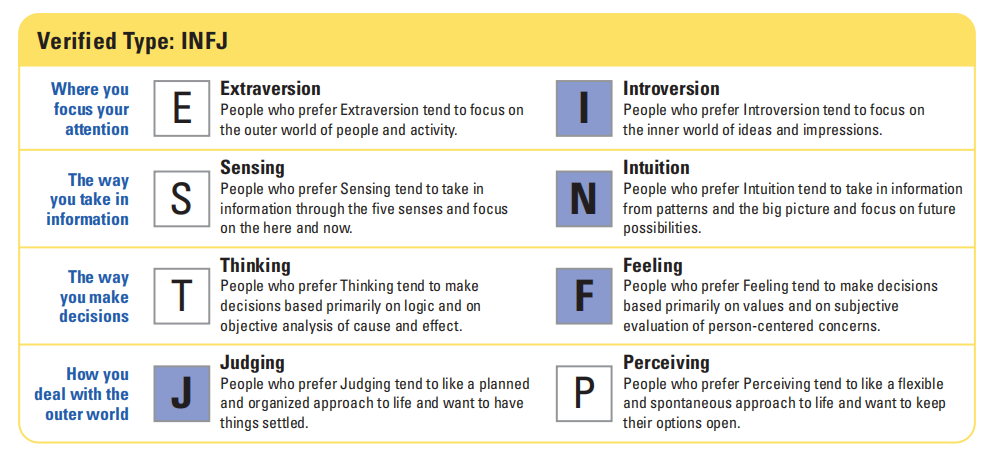 Verified Type: INFJ
Where you
focus your
attention
E
Extraversion
People who prefer Extraversion tend to focus on
the outer world of people and activity.
I
Introversion
People who prefer Introversion tend to focus on
the inner world of ideas and impressions.
The way
you take in
information
S
Sensing
People who prefer Sensing tend to take in
information through the five senses and focus
on the here and now.
N
Intuition
People who prefer Intuition tend to take in information
from patterns and the big picture and focus on future
possibilities.
The way
you make
decisions
T
Thinking
People who prefer Thinking tend to make
decisions based primarily on logic and on
objective analysis of cause and effect.
F
Feeling
People who prefer Feeling tend to make decisions
based primarily on values and on subjective
evaluation of person-centered concerns.
How you
deal with the
outer world
J
Judging
People who prefer Judging tend to like a planned
and organized approach to life and want to have
things settled.
P
Perceiving
People who prefer Perceiving tend to like a flexible
and spontaneous approach to life and want to keep
their options open.